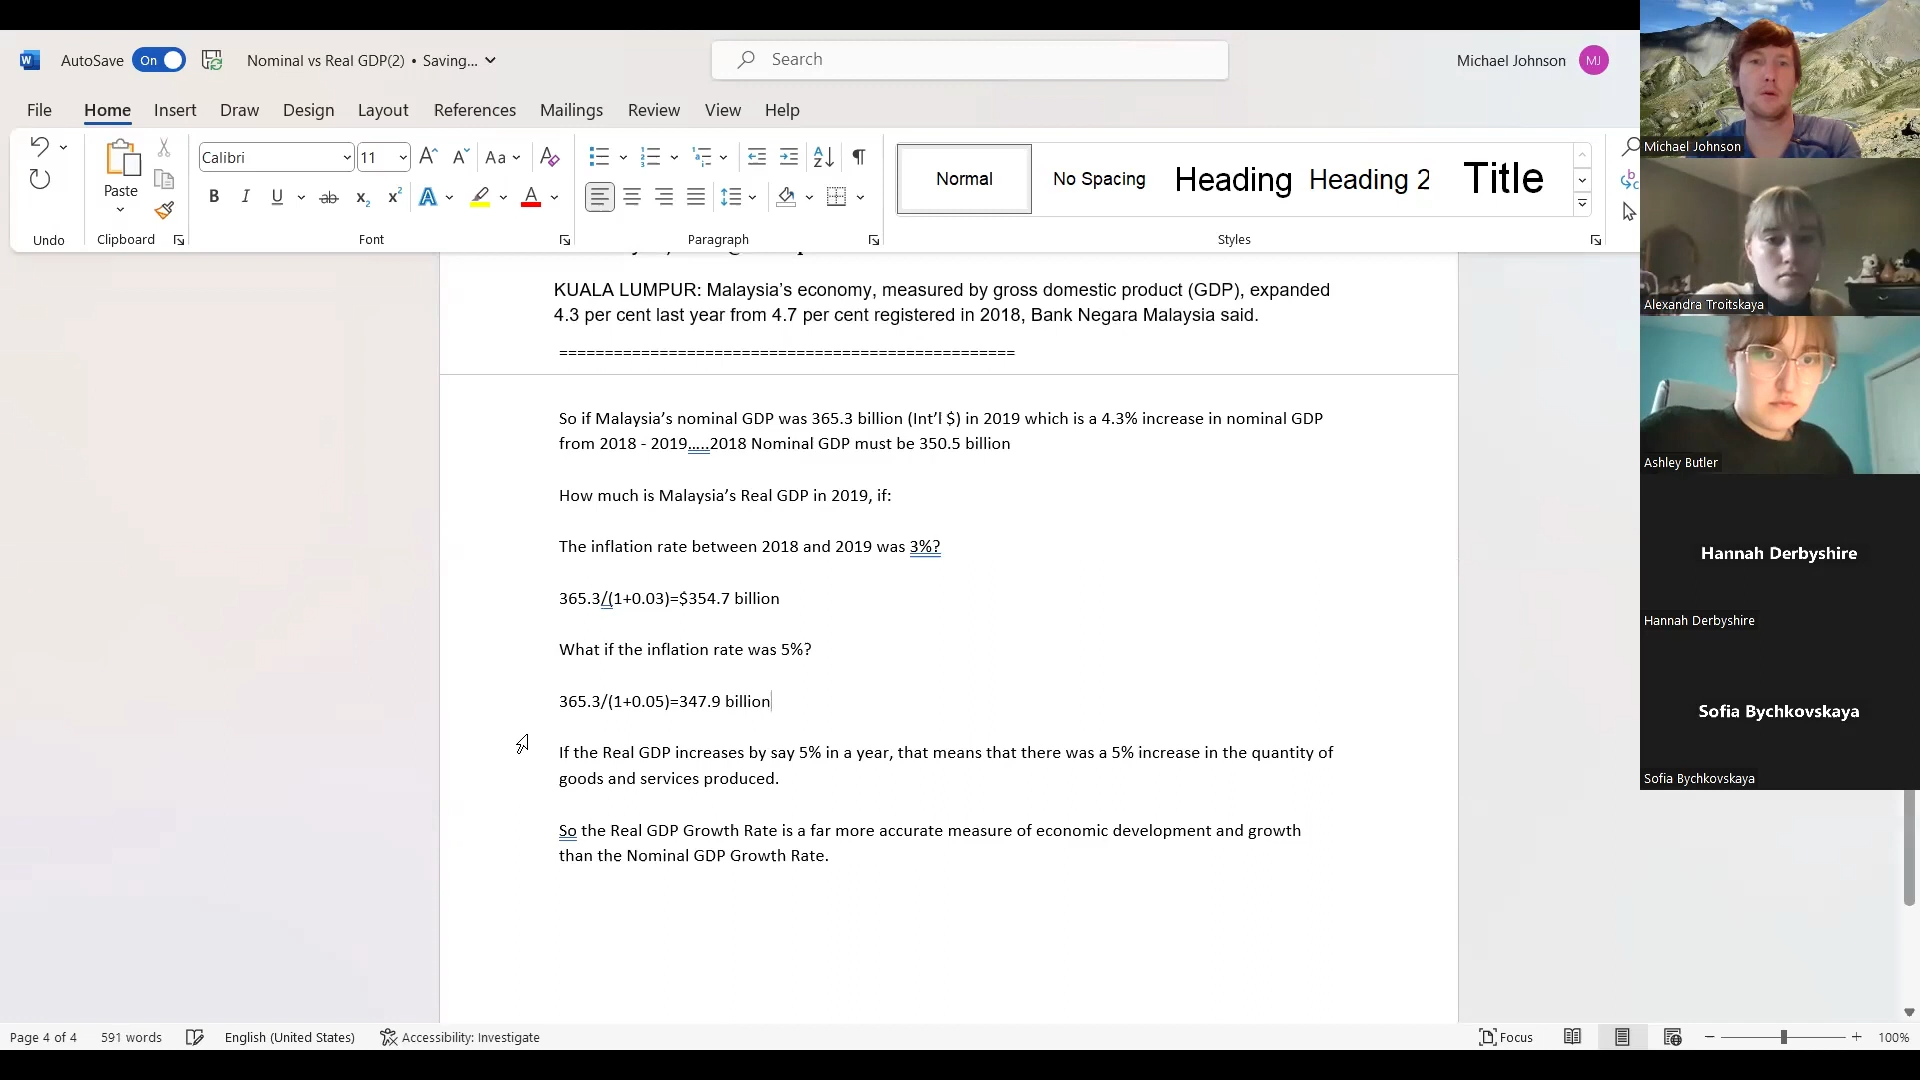 AutoSave On Nominal vs Real GDP(2) • Saving... Search Michael Johnson MJ
File Home Insert Draw Design Layout References Mailings Review View Help
Calibri 11 Aa
Paste
Normal No Spacing Heading Heading 2 Title
Undo Clipboard Font Paragraph Styles
KUALA LUMPUR: Malaysia’s economy, measured by gross domestic product (GDP), expanded
4.3 per cent last year from 4.7 per cent registered in 2018, Bank Negara Malaysia said.
==================================================
So if Malaysia’s nominal GDP was 365.3 billion (Int’l $) in 2019 which is a 4.3% increase in nominal GDP
from 2018 - 2019…..2018 Nominal GDP must be 350.5 billion
How much is Malaysia’s Real GDP in 2019, if:
The inflation rate between 2018 and 2019 was 3%?
365.3/(1+0.03)=$354.7 billion
What if the inflation rate was 5%?
365.3/(1+0.05)=347.9 billion
If the Real GDP increases by say 5% in a year, that means that there was a 5% increase in the quantity of
goods and services produced.
So the Real GDP Growth Rate is a far more accurate measure of economic development and growth
than the Nominal GDP Growth Rate.
Michael Johnson
Alexandra Troitskaya
Ashley Butler
Hannah Derbyshire
Hannah Derbyshire
Sofia Bychkovskaya
Sofia Bychkovskaya
Page 4 of 4 591 words English (United States) Accessibility: Investigate Focus 100%